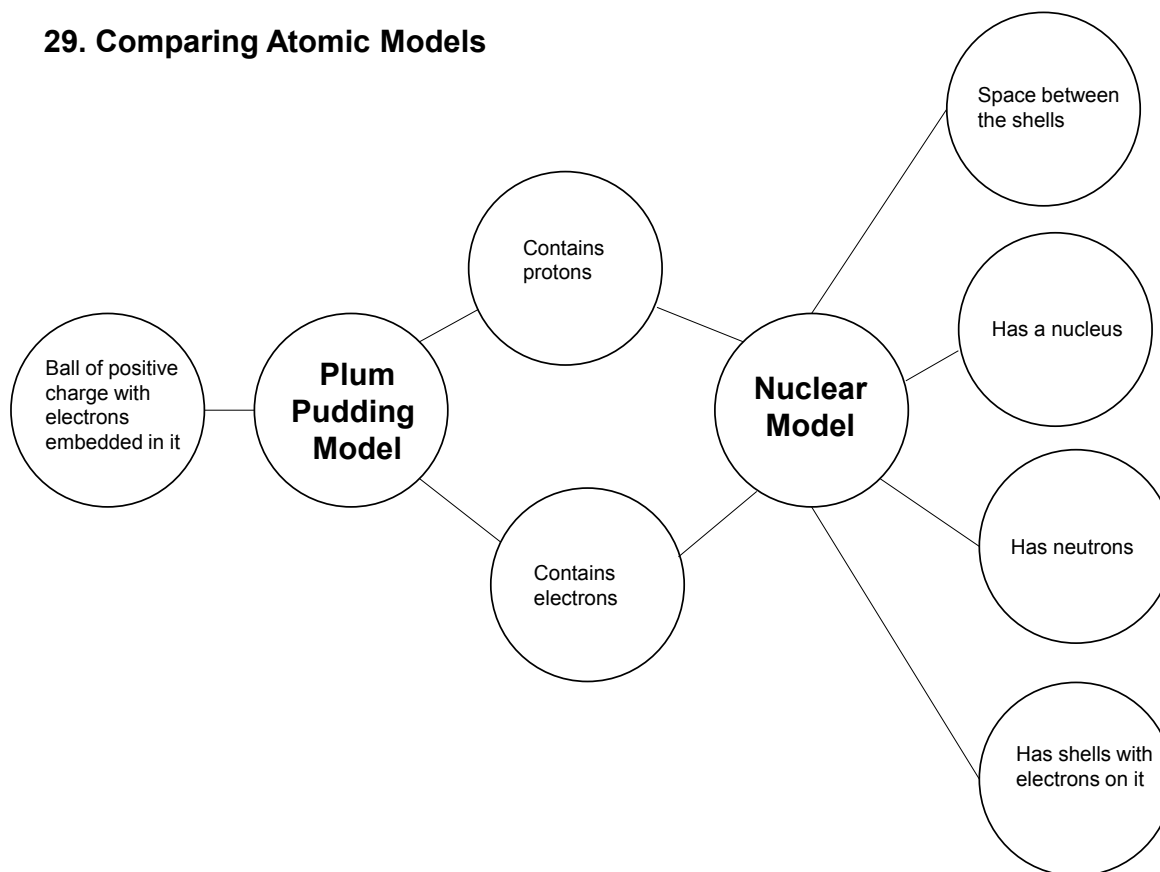 29. Comparing Atomic Models
Space between
the shells
Contains
protons
Has a nucleus
Ball of positive
charge with
electrons
embedded in it
Plum
Pudding
Model
Nuclear
Model
Has neutrons
Contains
electrons
Has shells with
electrons on it